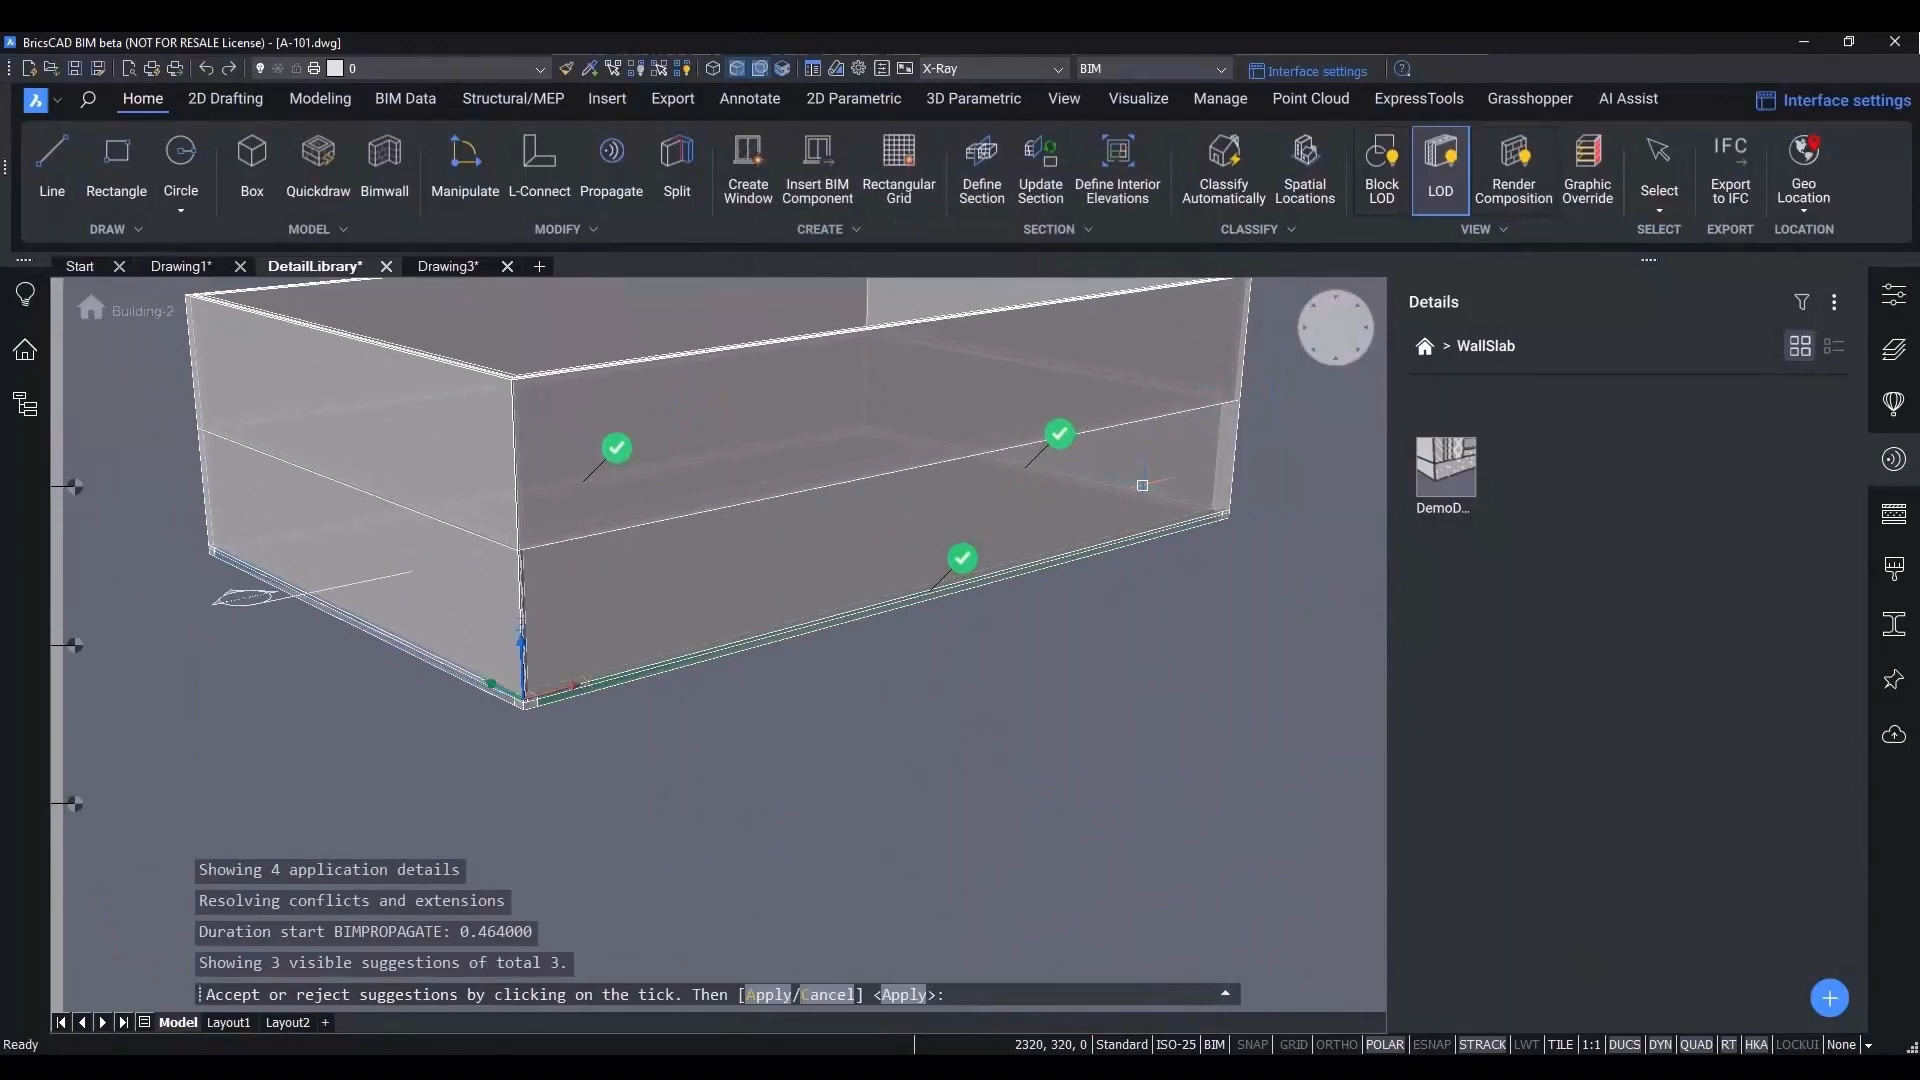 BricsCAD BIM beta (NOT FOR RESALE License) - [A-101.dwg]
0
X-Ray
BIM
Interface settings
Home 2D Drafting Modeling BIM Data Structural/MEP Insert Export Annotate 2D Parametric 3D Parametric View Visualize Manage Point Cloud ExpressTools Grasshopper AI Assist Interface settings
Line Rectangle Circle Box Quickdraw Bimwall Manipulate L-Connect Propagate Split Create Window Insert BIM Component Rectangular Grid Define Section Update Section Define Interior Elevations Classify Automatically Spatial Locations Block LOD LOD Render Composition Graphic Override Select IFC Export to IFC Geo Location
DRAW MODEL MODIFY CREATE SECTION CLASSIFY VIEW SELECT EXPORT LOCATION
Start Drawing1* DetailLibrary* Drawing3*
Building-2
Details
> WallSlab
DemoD...
Showing 4 application details
Resolving conflicts and extensions
Duration start BIMPROPAGATE: 0.464000
Showing 3 visible suggestions of total 3.
Accept or reject suggestions by clicking on the tick. Then [Apply/Cancel] <Apply>:
Model Layout1 Layout2 +
Ready 2320, 320, 0 Standard ISO-25 BIM SNAP GRID ORTHO POLAR ESNAP STRACK LWT TILE 1:1 DUCS DYN QUAD RT HKA LOCKUI None